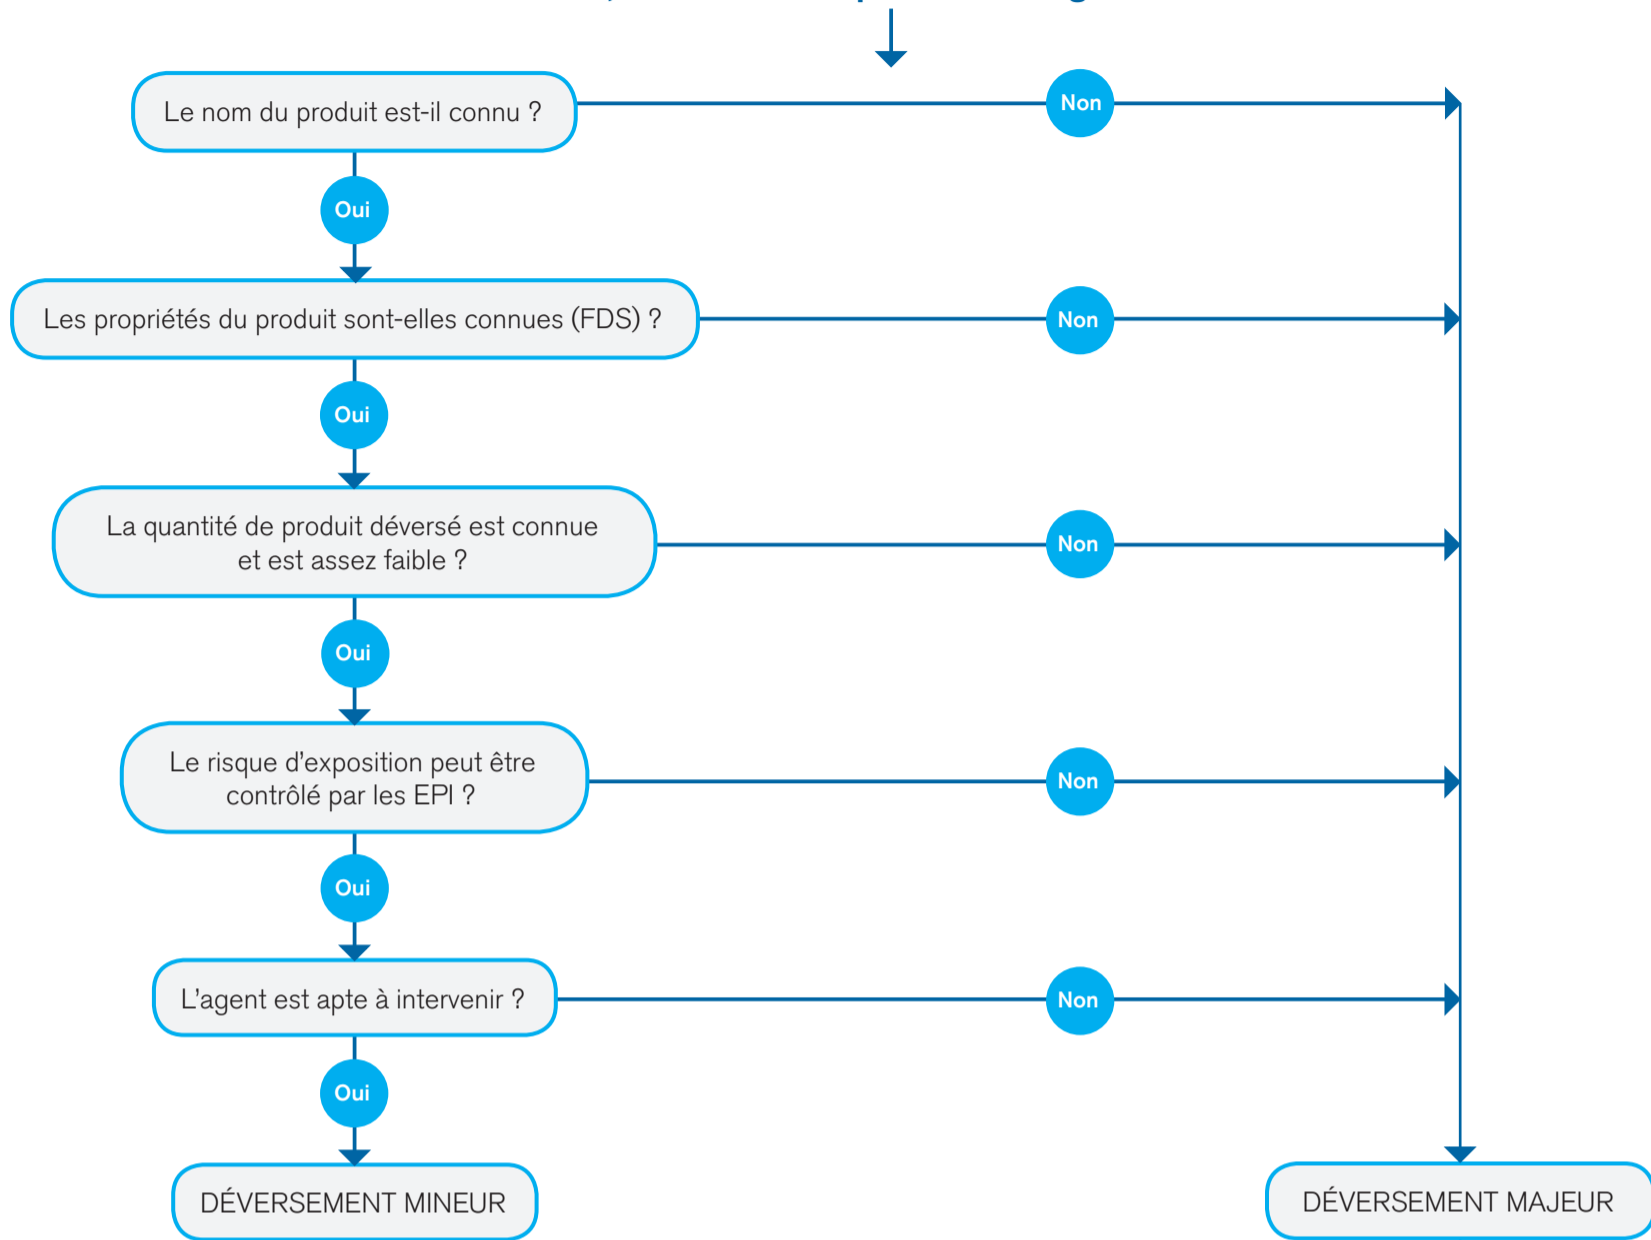 Le nom du produit est-il connu ?
Non
Oui
Les propriétés du produit sont-elles connues (FDS) ?
Non
Oui
La quantité de produit déversé est connue
et est assez faible ?
Non
Oui
Le risque d’exposition peut être
contrôlé par les EPI ?
Non
Oui
L’agent est apte à intervenir ?
Non
Oui
DÉVERSEMENT MINEUR
DÉVERSEMENT MAJEUR